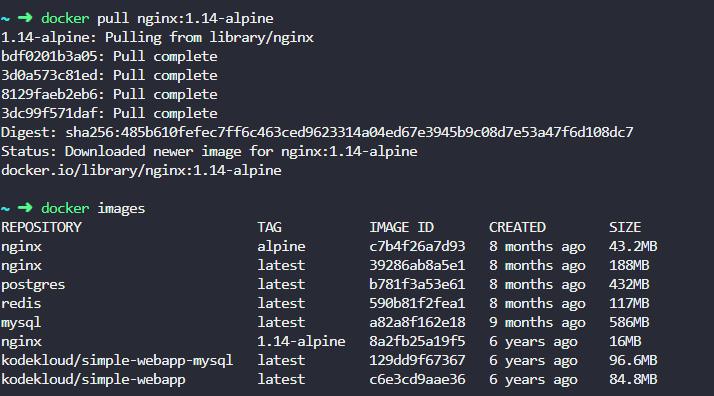 ~ ➜ docker pull nginx:1.14-alpine
1.14-alpine: Pulling from library/nginx
bdf0201b3a05: Pull complete
3d0a573c81ed: Pull complete
8129faeb2eb6: Pull complete
3dc99f571daf: Pull complete
Digest: sha256:485b610fefec7ff6c463ced9623314a04ed67e3945b9c08d7e53a47f6d108dc7
Status: Downloaded newer image for nginx:1.14-alpine
docker.io/library/nginx:1.14-alpine
~ ➜ docker images
REPOSITORY TAG IMAGE ID CREATED SIZE
nginx alpine c7b4f26a7d93 8 months ago 43.2MB
nginx latest 39286ab8a5e1 8 months ago 188MB
postgres latest b781f3a53e61 8 months ago 432MB
redis latest 590b81f2fea1 8 months ago 117MB
mysql latest a82a8f162e18 9 months ago 586MB
nginx 1.14-alpine 8a2fb25a19f5 6 years ago 16MB
kodekloud/simple-webapp-mysql latest 129dd9f67367 6 years ago 96.6MB
kodekloud/simple-webapp latest c6e3cd9aae36 6 years ago 84.8MB